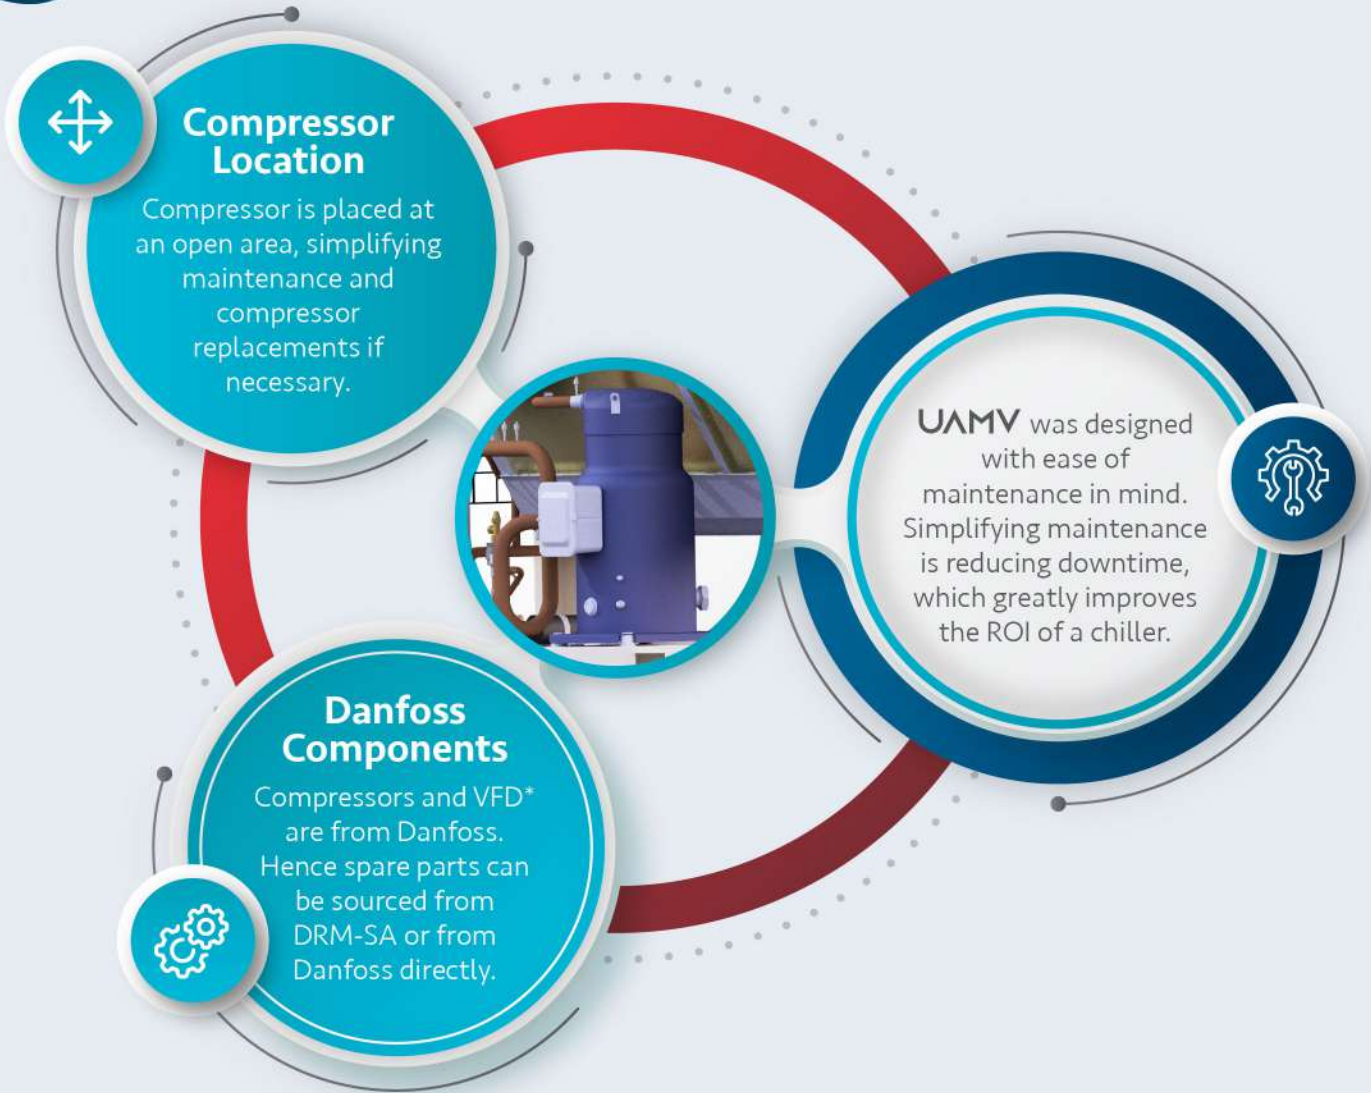 Compressor
Location
Compressor is placed at
an open area, simplifying
maintenance and
compressor
replacements if
necessary.
UAMV was designed
with ease of
maintenance in mind.
Simplifying maintenance
is reducing downtime,
which greatly improves
the ROI of a chiller.
Danfoss
Components
Compressors and VFD*
are from Danfoss.
Hence spare parts can
be sourced from
DRM-SA or from
Danfoss directly.